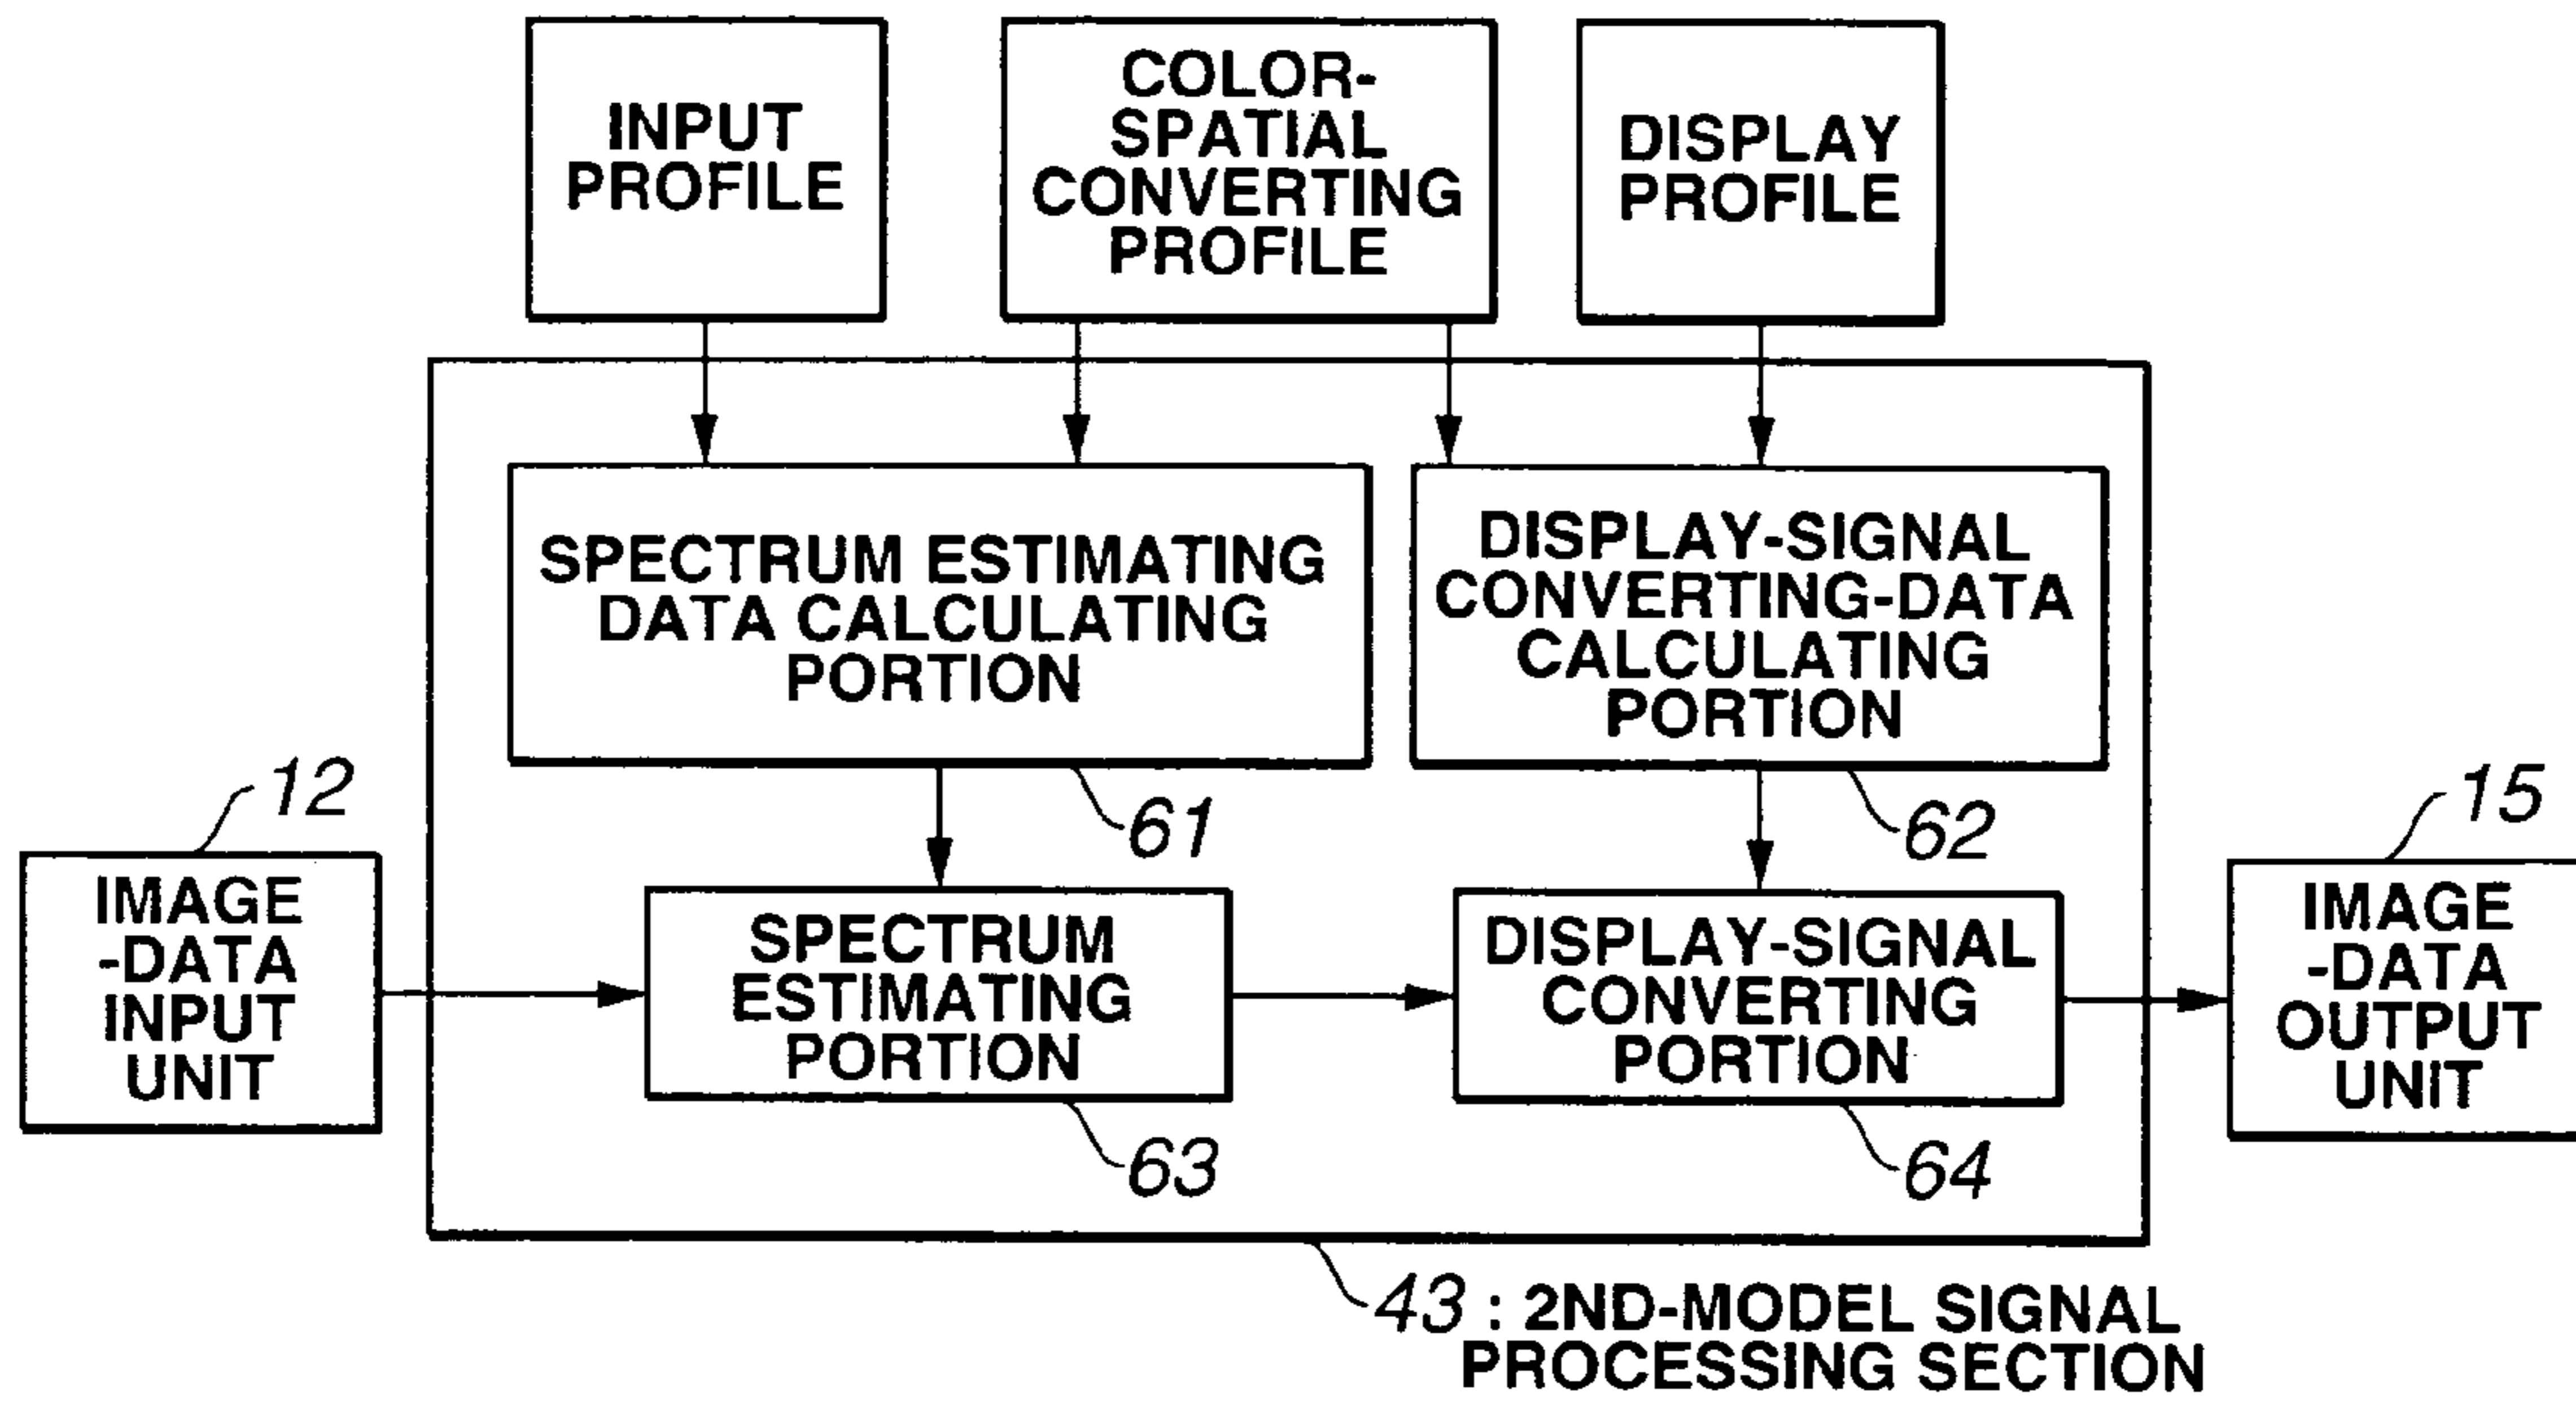 INPUT
PROFILE
COLOR-
SPATIAL
CONVERTING
PROFILE
DISPLAY
PROFILE
SPECTRUM ESTIMATING
DATA CALCULATING
PORTION
DISPLAY-SIGNAL
CONVERTING-DATA
CALCULATING
PORTION
12
61
62
15
IMAGE
-DATA
INPUT
UNIT
SPECTRUM
ESTIMATING
PORTION
DISPLAY-SIGNAL
CONVERTING
PORTION
IMAGE
-DATA
OUTPUT
UNIT
63
64
43 : 2ND-MODEL SIGNAL
PROCESSING SECTION